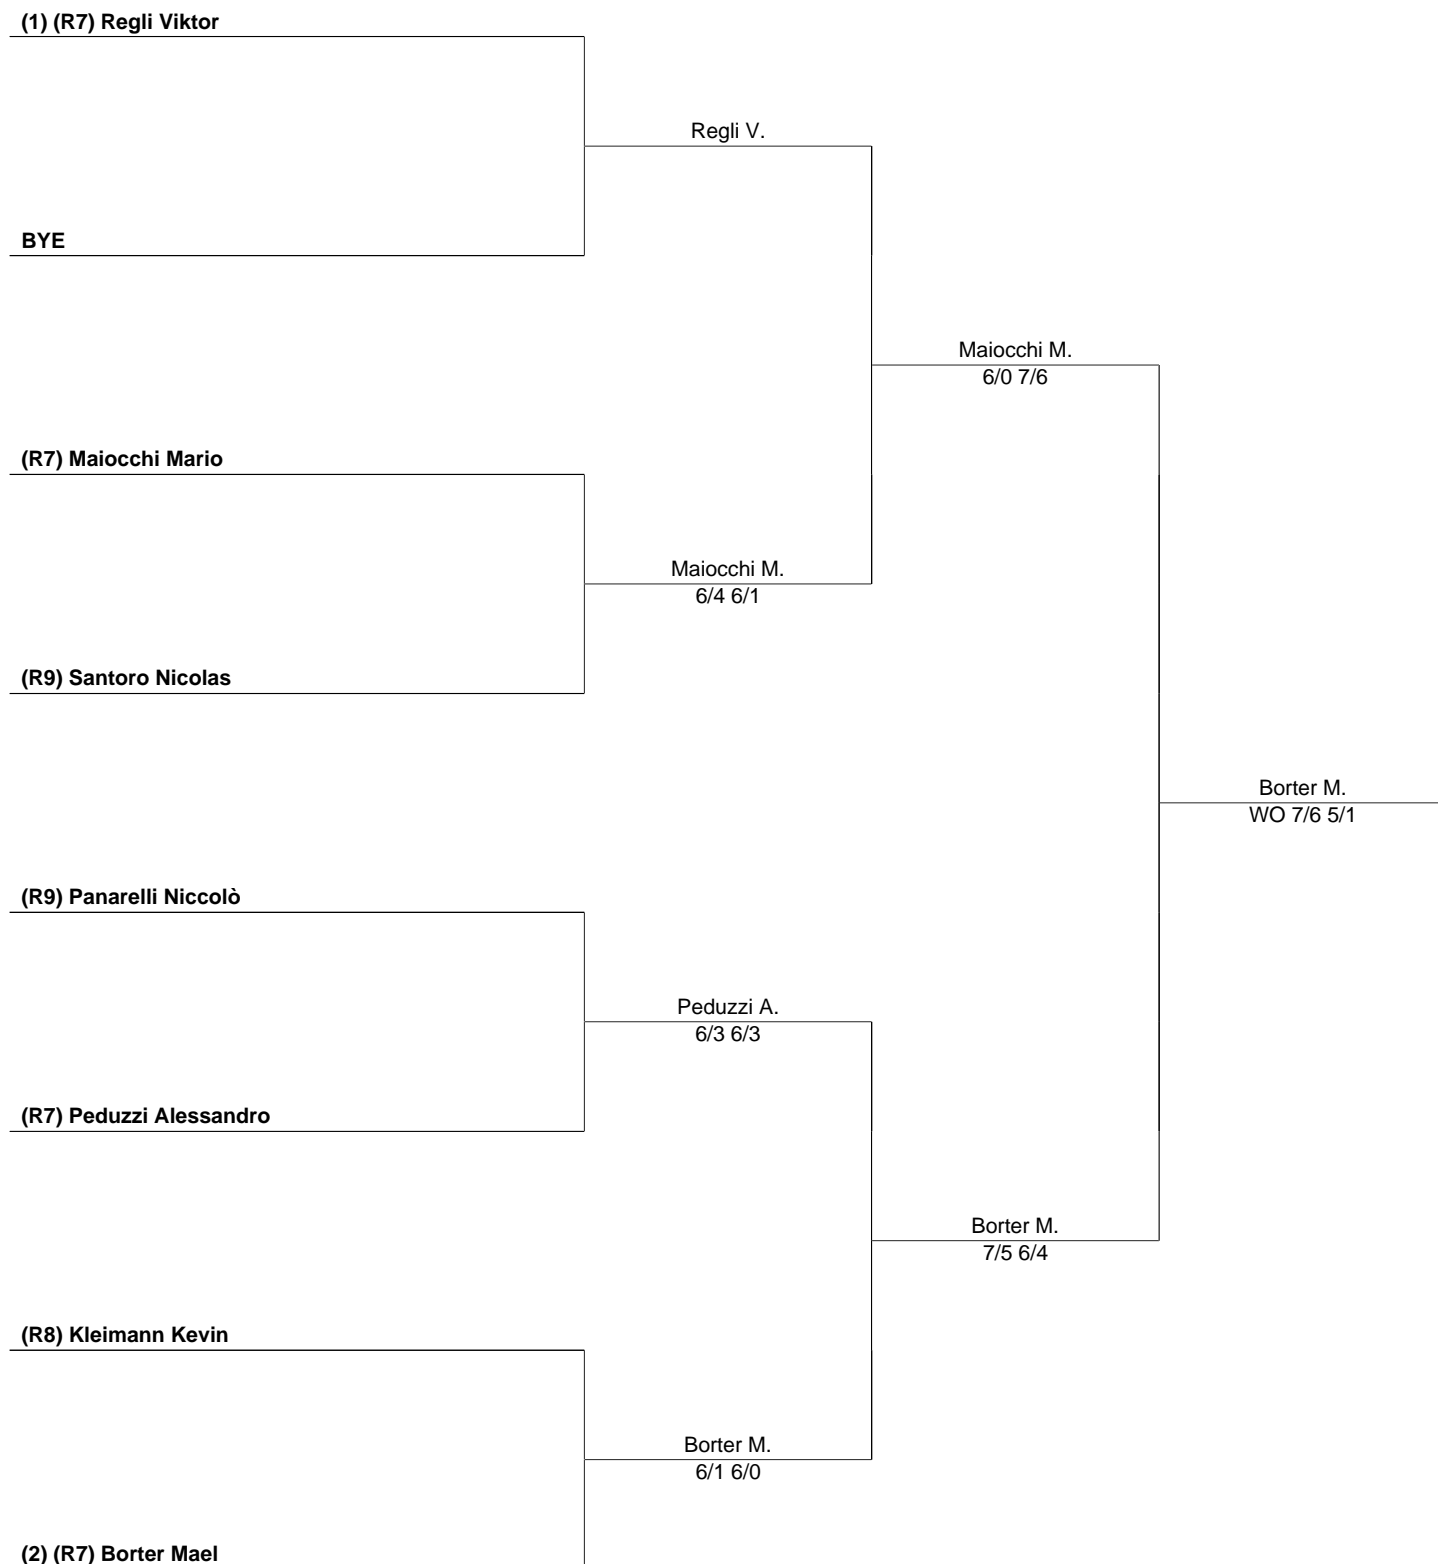 (1) (R7) Regli Viktor
Regli V.
BYE
Maiocchi M.
6/0 7/6
(R7) Maiocchi Mario
Maiocchi M.
6/4 6/1
(R9) Santoro Nicolas
Borter M.
WO 7/6 5/1
(R9) Panarelli Niccolò
Peduzzi A.
6/3 6/3
(R7) Peduzzi Alessandro
Borter M.
7/5 6/4
(R8) Kleimann Kevin
Borter M.
6/1 6/0
(2) (R7) Borter Mael